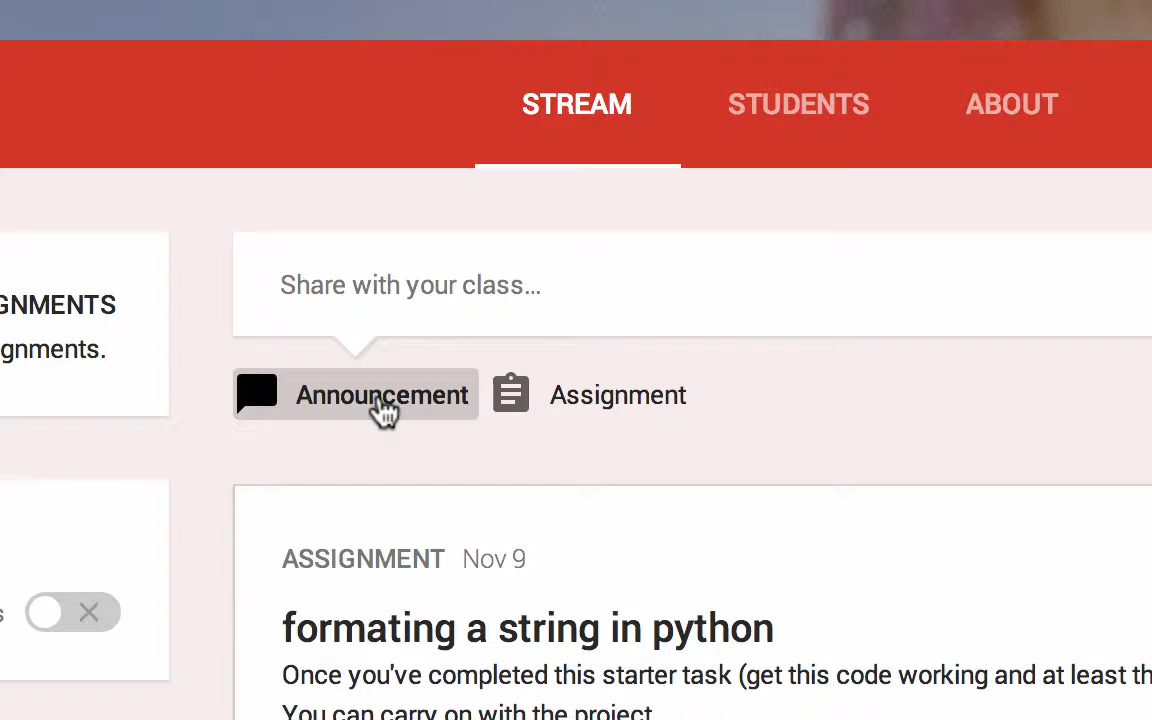 STREAM STUDENTS ABOUT
GNMENTS
gnments.
Share with your class...
Announcement Assignment
ASSIGNMENT Nov 9
s
formating a string in python
Once you've completed this starter task (get this code working and at least th
You can carry on with the project